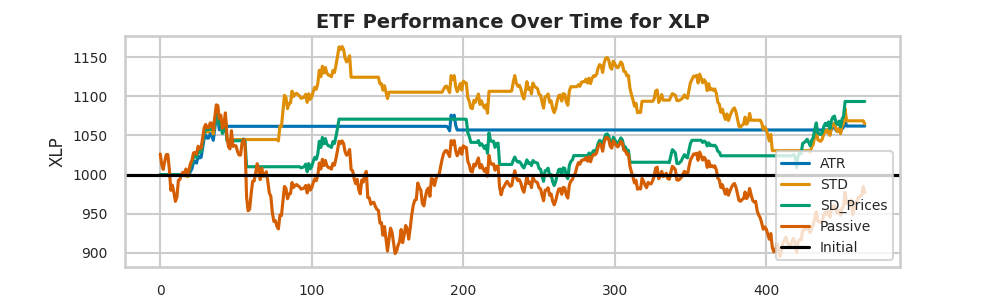 ETF Performance Over Time for XLP
XLP
1150
1100
1050
1000
950
900
0
100
200
300
400
ATR
STD
SD_Prices
Passive
Initial